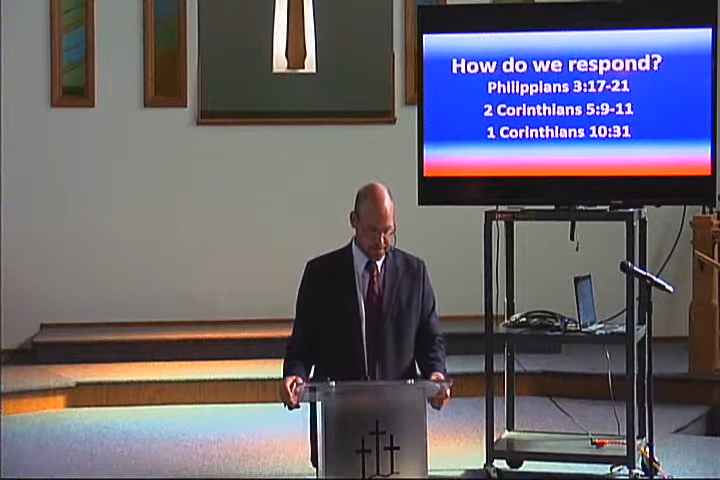 How do we respond?
Philippians 3:17-21
2 Corinthians 5:9-11
1 Corinthians 10:31